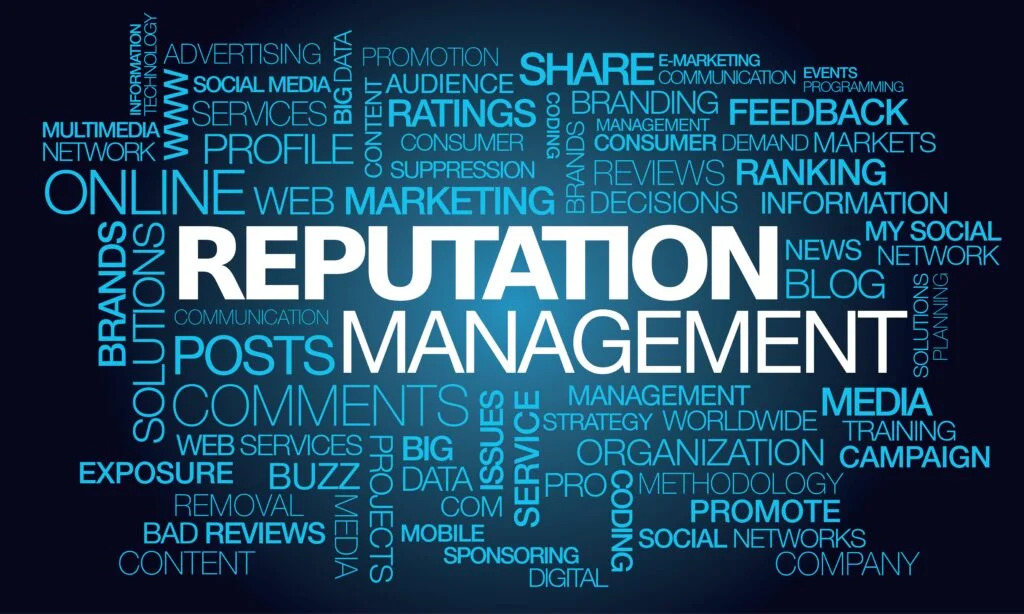 INFORMATION
TECHNOLOGY
WWW
ADVERTISING
SOCIAL MEDIA
SERVICES
BIG DATA
PROMOTION
CONTENT
AUDIENCE
RATINGS
CONSUMER
SUPPRESSION
SHARE
E-MARKETING
COMMUNICATION
EVENTS
PROGRAMMING
CODING
BRANDING
FEEDBACK
MANAGEMENT
CONSUMER DEMAND MARKETS
BRANDS
REVIEWS
RANKING
DECISIONS
INFORMATION
MULTIMEDIA
NETWORK
PROFILE
ONLINE
WEB MARKETING
BRANDS
SOLUTIONS
REPUTATION
MANAGEMENT
NEWS
BLOG
MY SOCIAL
NETWORK
SOLUTIONS
PLANNING
COMMUNICATION
POSTS
COMMENTS
ISSUES
SERVICE
MANAGEMENT
STRATEGY WORLDWIDE
MEDIA
TRAINING
CAMPAIGN
WEB SERVICES
EXPOSURE
BUZZ
PROJECTS
BIG
DATA
COM
ORGANIZATION
PRO
CODING
METHODOLOGY
PROMOTE
REMOVAL
MEDIA
BAD REVIEWS
MOBILE
SOCIAL NETWORKS
CONTENT
SPONSORING
DIGITAL
COMPANY